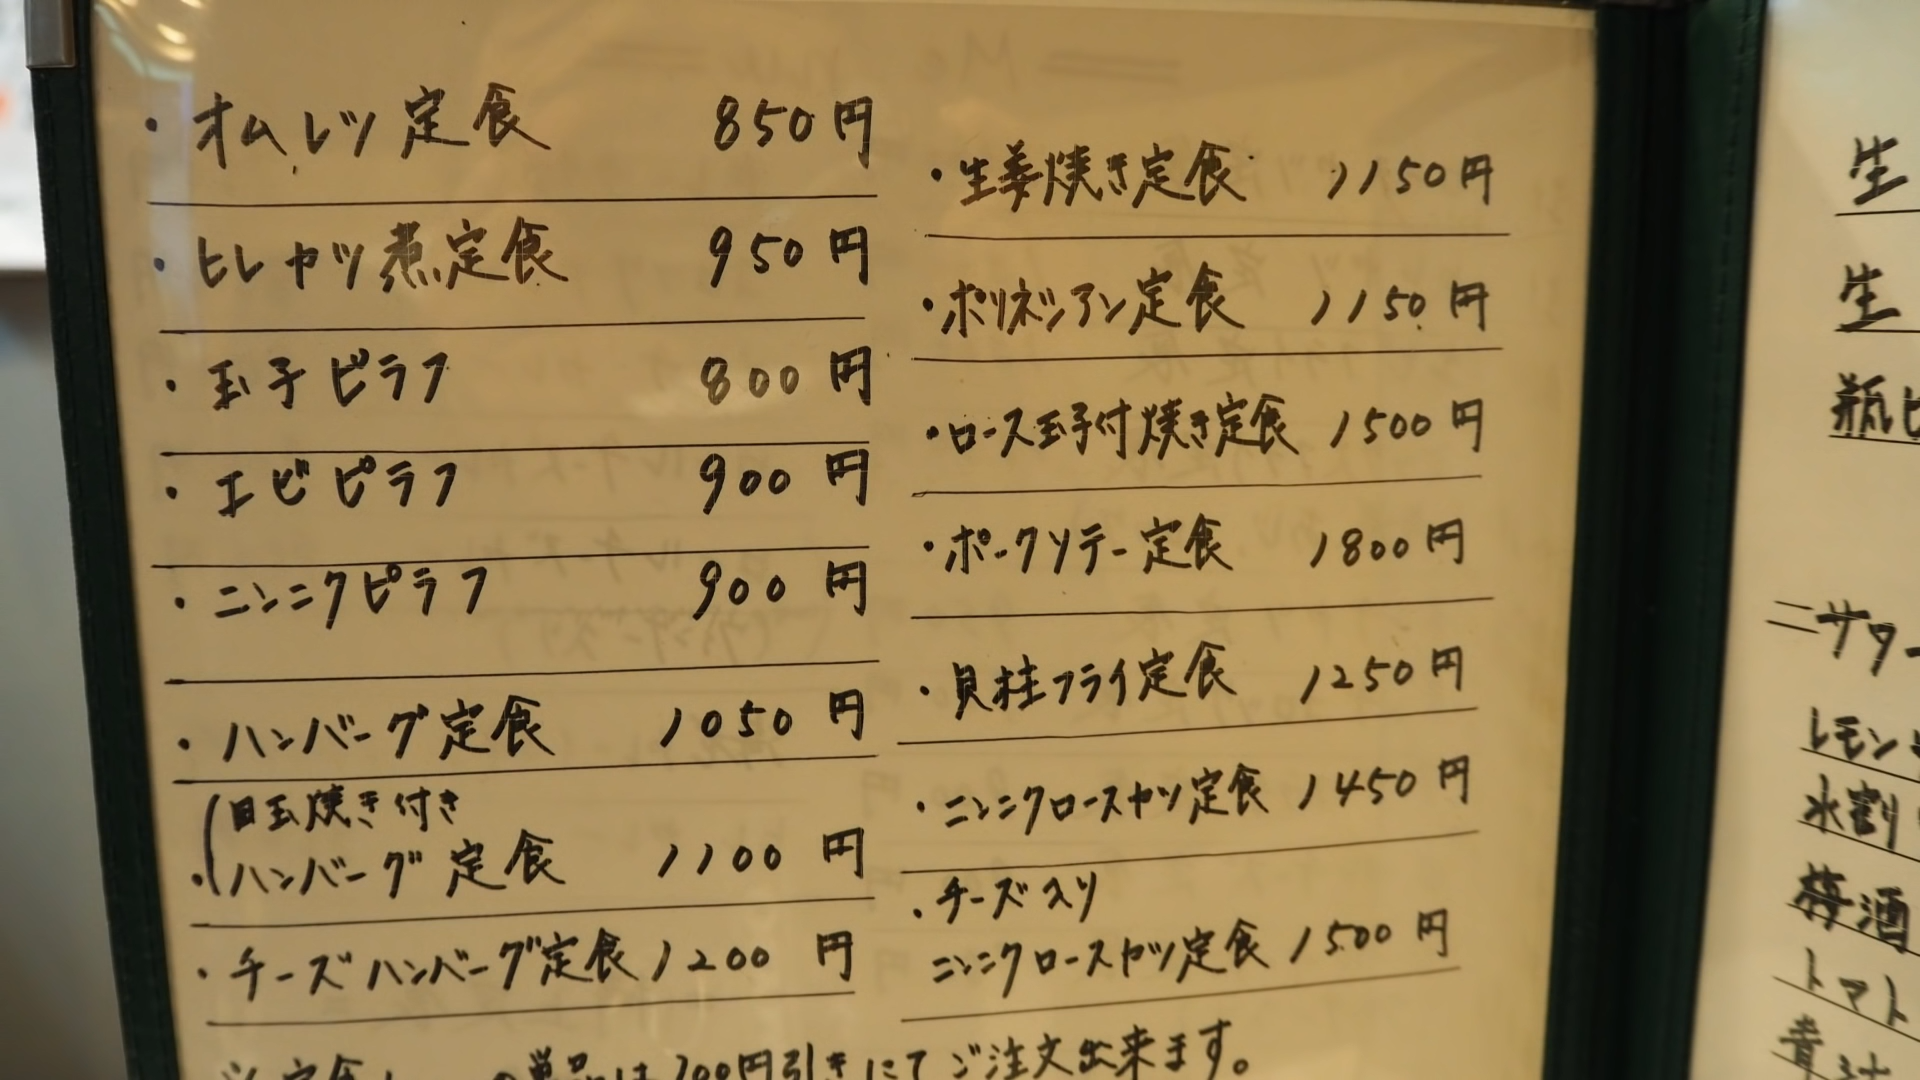 ・オムレツ定食 850円
・ヒレカツ煮定食 950円
・玉子ピラフ 800円
・エビピラフ 900円
・ニンニクピラフ 900円
・ハンバーグ定食 1050円
目玉焼き付き
・ハンバーグ定食 1100円
・チーズハンバーグ定食 1200円
・生姜焼き定食 1150円
・ポリネシアン定食 1150円
・ロース玉子付焼き定食 1500円
・ポークソテー定食 1800円
・貝柱フライ定食 1250円
・ニンニクロースカツ定食 1450円
・チーズ入り
ニンニクロースカツ定食 1500円
円引きにてご注文出来ます。
生
生
瓶ビ
=サワー
レモン
水割り
梅酒
トマト
青汁